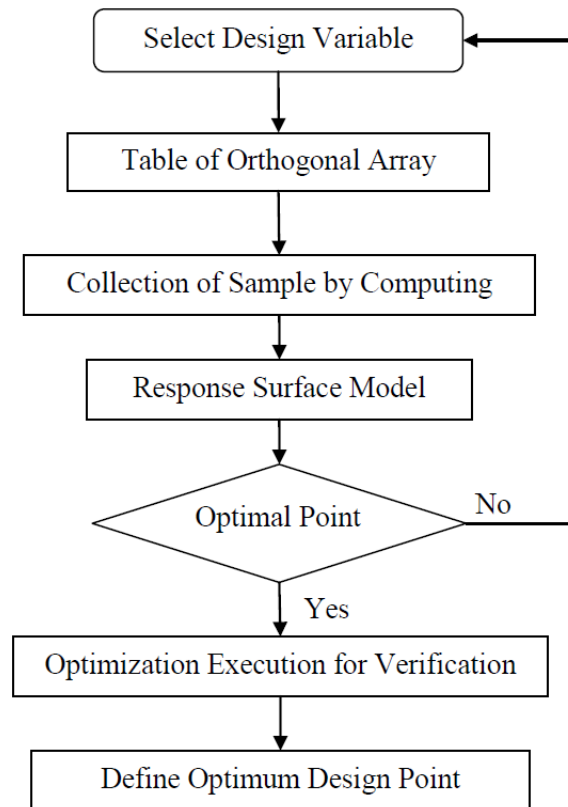 Select Design Variable
Table of Orthogonal Array
Collection of Sample by Computing
Response Surface Model
Optimal Point
No
Yes
Optimization Execution for Verification
Define Optimum Design Point